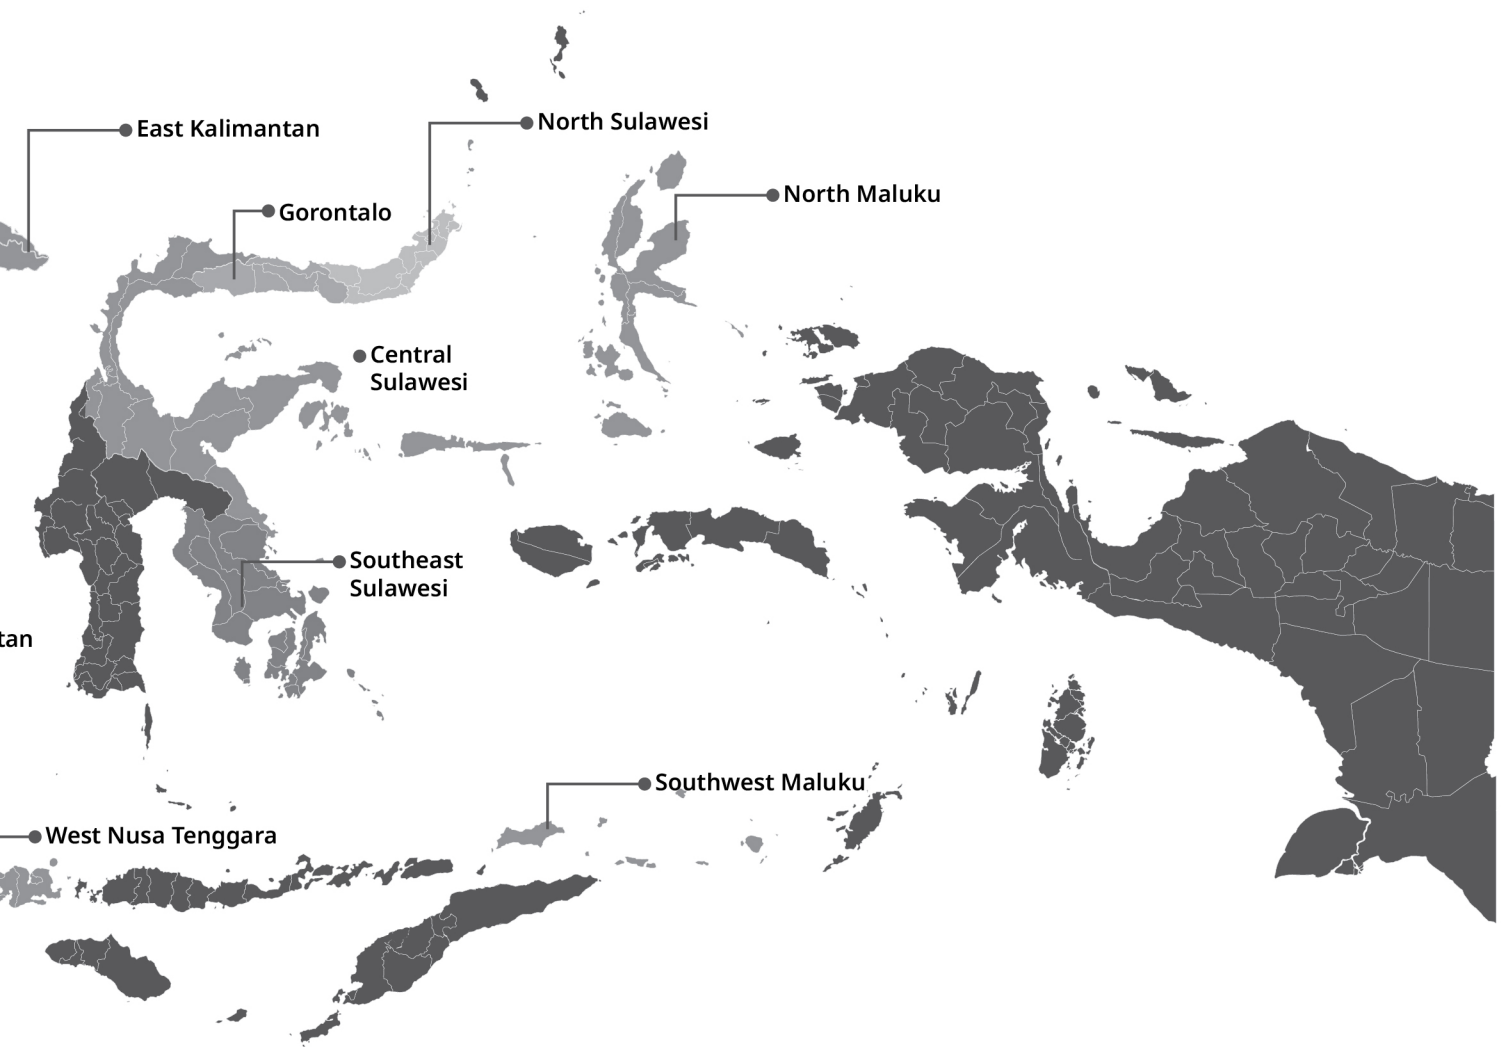 North Sulawesi
East Kalimantan
North Maluku
Gorontalo
Central
Sulawesi
Southeast
Sulawesi
tan
Southwest Maluku
West Nusa Tenggara